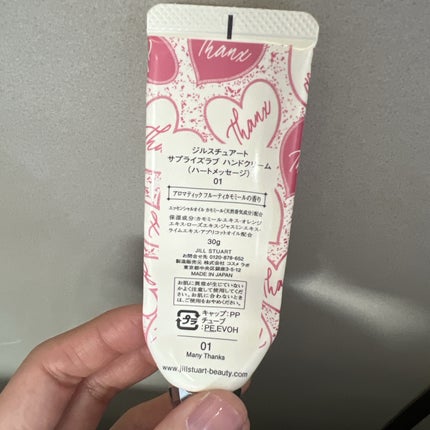 Thanx
Thanx
ジルスチュアート
サプライズラブ ハンドクリーム
(ハートメッセージ)
01
アロマティック フルーティカモミールの香り
エッセンシャルオイル カモミール(天然香気成分)配合
保湿成分:カモミールエキス・オレンジ
エキス・ローズエキス・ジャスミンエキス・
ライムエキス・アプリコットオイル配合
30g
JILL STUART
お問合せ先 0120-878-652
製造販売元 株式会社 コスメ ラボ
東京都中央区銀座3-5-12
MADE IN JAPAN
お肌に異常が生じていない
かよく注意して使用してくだ
さい。お肌に合わないときは、
ご使用をおやめください。
プラ
キャップ:PP
チューブ
:PE,EVOH
01
Many Thanks
www.jillstuart-beauty.com